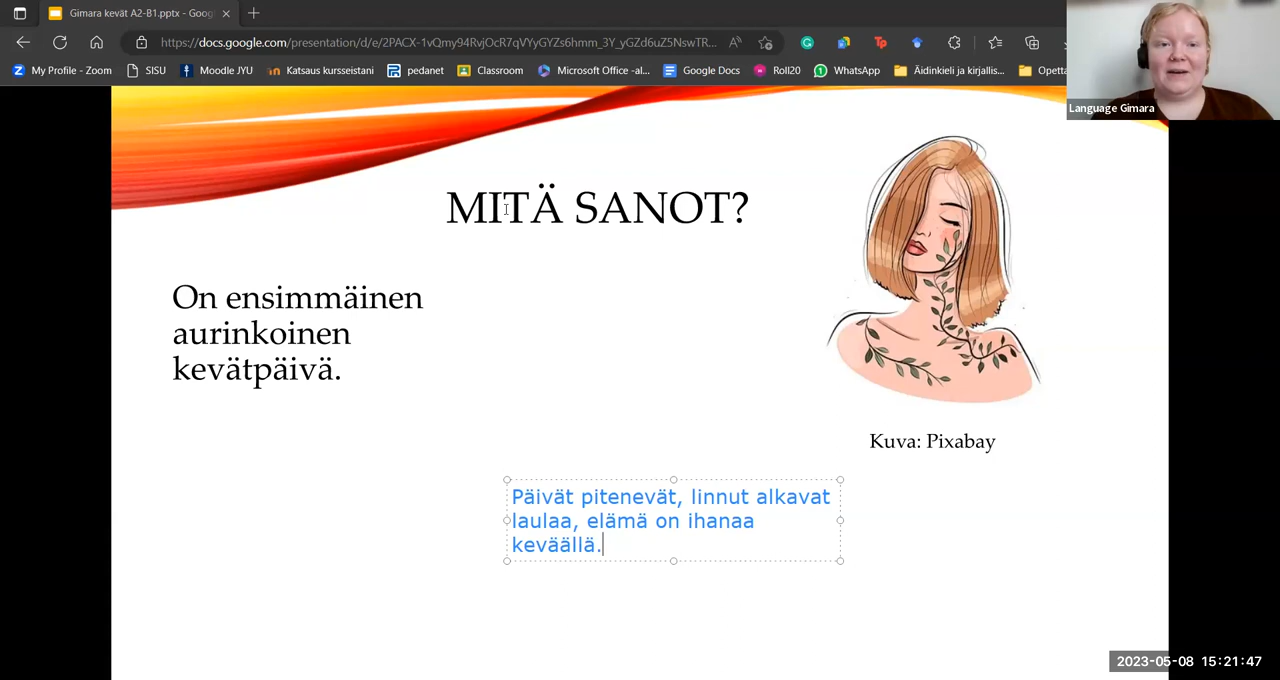 Gimara kevät A2-B1.pptx - Goog
https://docs.google.com/presentation/d/e/2PACX-1vQmy94RvjOcR7qVYyGYZs6hmm_3Y_yGZd6uZ5NswTR...
My Profile - Zoom SISU Moodle JYU Katsaus kursseistani pedanet Classroom Microsoft Office -al... Google Docs Roll20 WhatsApp Äidinkieli ja kirjallis... Opetta
Language Gimara
MITÄ SANOT?
On ensimmäinen
aurinkoinen
kevätpäivä.
Kuva: Pixabay
Päivät pitenevät, linnut alkavat
laulaa, elämä on ihanaa
keväällä.
2023-05-08 15:21:47